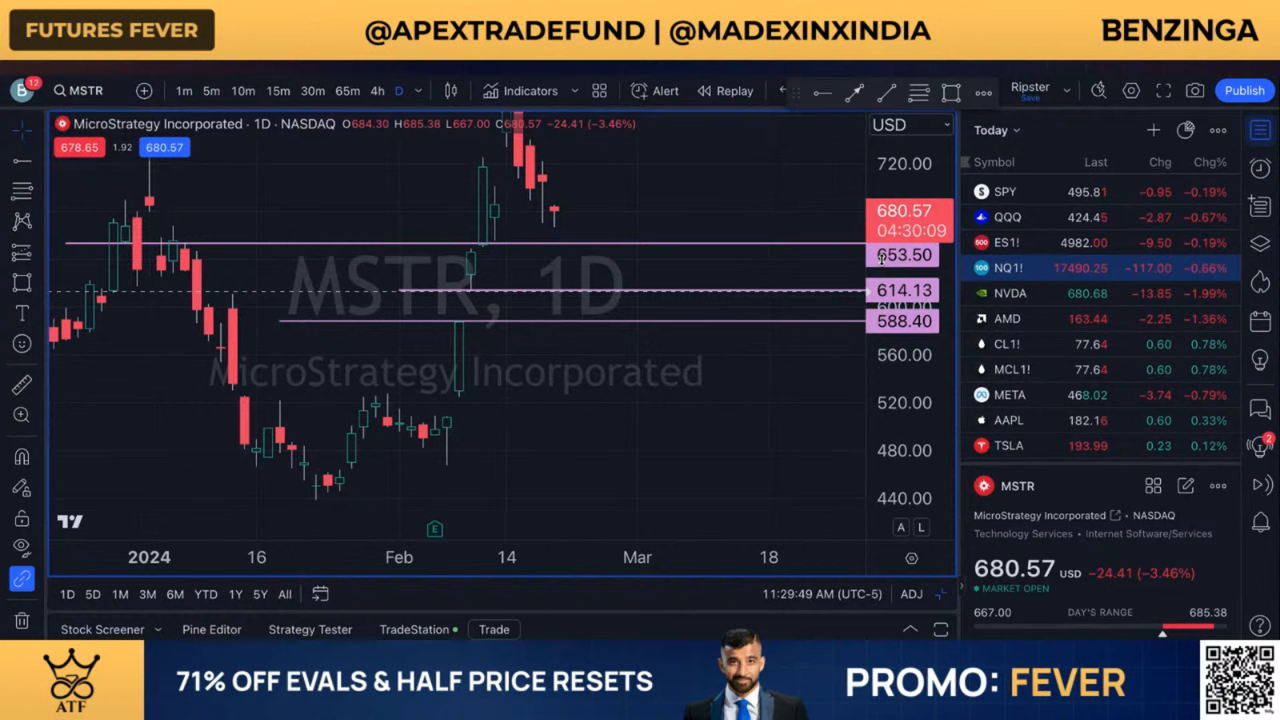 FUTURES FEVER
@APEXTRADEFUND | @MADEXINXINDIA
BENZINGA
B
12
MSTR
1m 5m 10m 15m 30m 65m 4h D
Indicators
Alert
Replay
Ripster
Save
Publish
MicroStrategy Incorporated · 1D · NASDAQ O684.30 H685.38 L667.00 C680.57 −24.41 (−3.46%)
678.65 1.92 680.57
USD
720.00
680.57
04:30:09
653.50
614.13
600.00
588.40
560.00
520.00
480.00
440.00
MSTR, 1D
MicroStrategy Incorporated
E
A L
2024 16 Feb 14 Mar 18
1D 5D 1M 3M 6M YTD 1Y 5Y All
11:29:49 AM (UTC-5) ADJ
Stock Screener Pine Editor Strategy Tester TradeStation Trade
Today
Symbol Last Chg Chg%
S SPY 495.81 −0.95 −0.19%
QQQ 424.45 −2.87 −0.67%
500 ES1! 4982.00 −9.50 −0.19%
100 NQ1! 17490.25 −117.00 −0.66%
NVDA 680.68 −13.85 −1.99%
AMD 163.44 −2.25 −1.36%
CL1! 77.64 0.60 0.78%
MCL1! 77.64 0.60 0.78%
META 468.02 −3.74 −0.79%
AAPL 182.16 0.60 0.33%
TSLA 193.99 0.23 0.12%
2
MSTR
MicroStrategy Incorporated · NASDAQ
Technology Services · Internet Software/Services
680.57 USD −24.41 (−3.46%)
MARKET OPEN
667.00 DAY'S RANGE 685.38
ATF
71% OFF EVALS & HALF PRICE RESETS
PROMO: FEVER